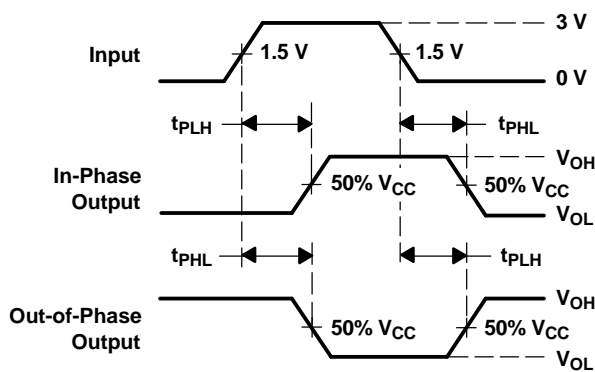 3 V
Input
1.5 V
1.5 V
0 V
tPLH
tPHL
In-Phase
Output
VOH
50% VCC
50% VCC
VOL
tPHL
tPLH
Out-of-Phase
Output
VOH
50% VCC
50% VCC
VOL